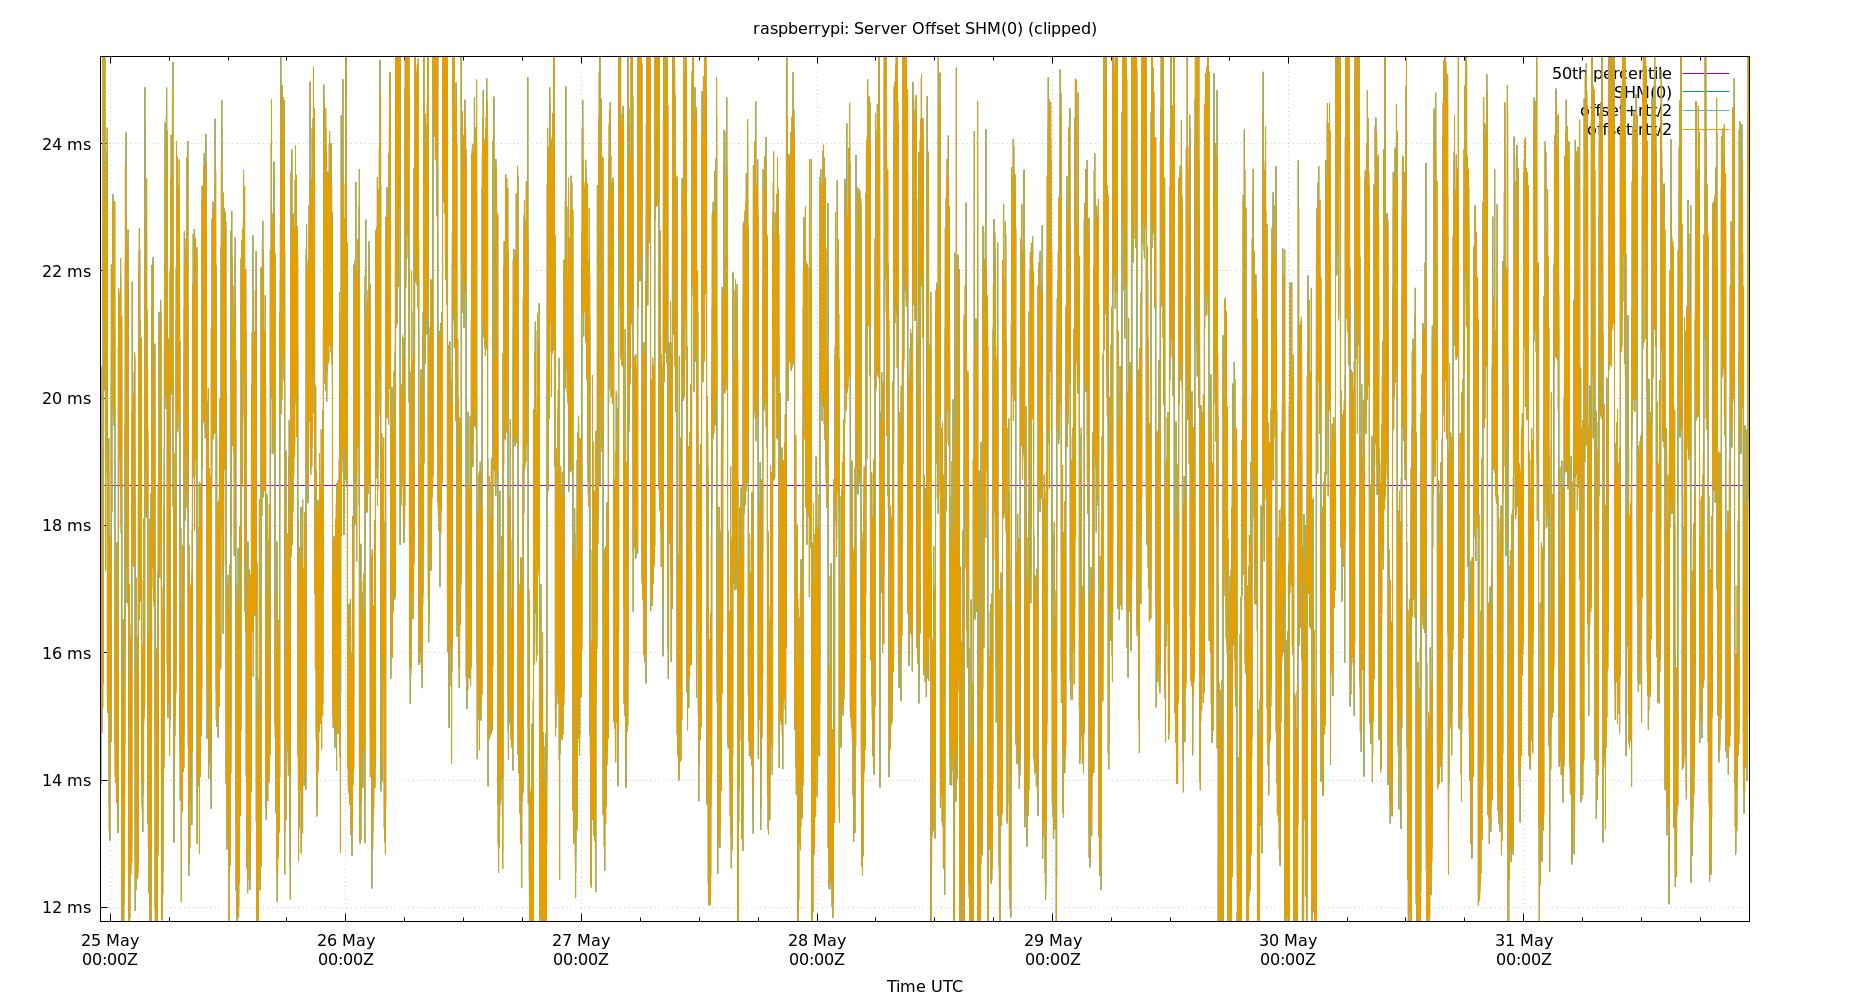 raspberrypi: Server Offset SHM(0) (clipped)
50th percentile
SHM(0)
offset+rtt/2
offset-rtt/2
24 ms
22 ms
20 ms
18 ms
16 ms
14 ms
12 ms
25 May 26 May 27 May 28 May 29 May 30 May 31 May
00:00Z 00:00Z 00:00Z 00:00Z 00:00Z 00:00Z 00:00Z
Time UTC